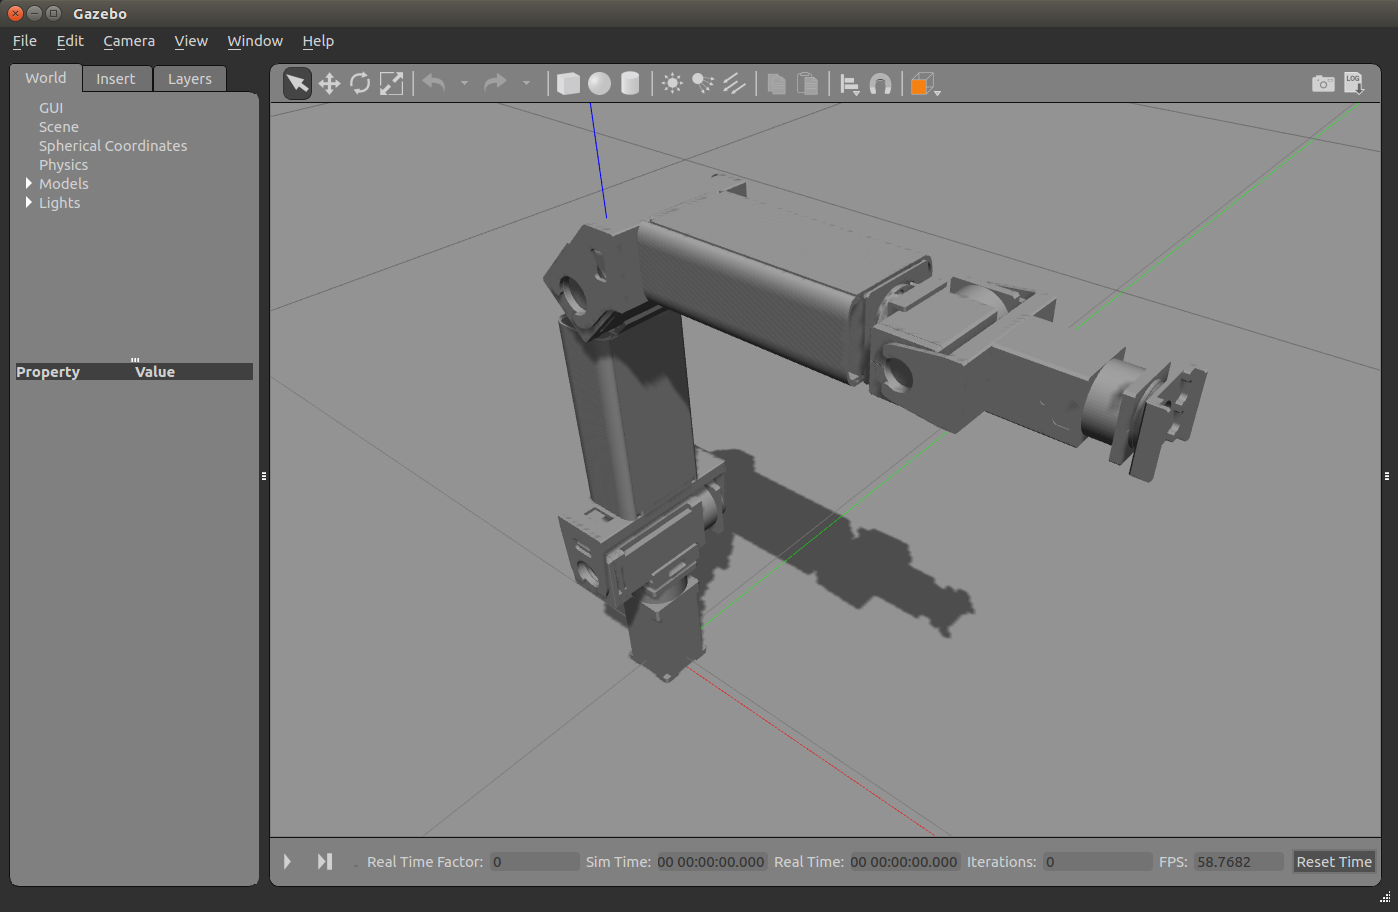 Gazebo
File Edit Camera View Window Help
World Insert Layers
GUI
Scene
Spherical Coordinates
Physics
Models
Lights
Property Value
LOG
Real Time Factor: 0 Sim Time: 00 00:00:00.000 Real Time: 00 00:00:00.000 Iterations: 0 FPS: 58.7682 Reset Time